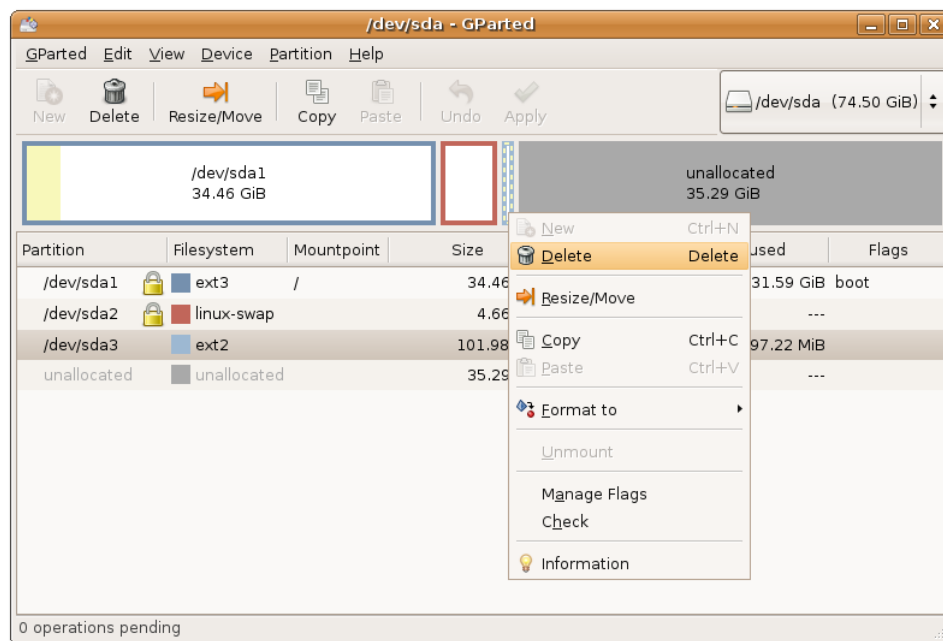 /dev/sda - GParted
GParted Edit View Device Partition Help
New Delete Resize/Move Copy Paste Undo Apply /dev/sda (74.50 GiB)
/dev/sda1
34.46 GiB
unallocated
35.29 GiB
Partition Filesystem Mountpoint Size used Flags
/dev/sda1 ext3 / 34.46 31.59 GiB boot
/dev/sda2 linux-swap 4.66 ---
/dev/sda3 ext2 101.98 97.22 MiB
unallocated unallocated 35.29 ---
New Ctrl+N
Delete Delete
Resize/Move
Copy Ctrl+C
Paste Ctrl+V
Format to
Unmount
Manage Flags
Check
Information
0 operations pending